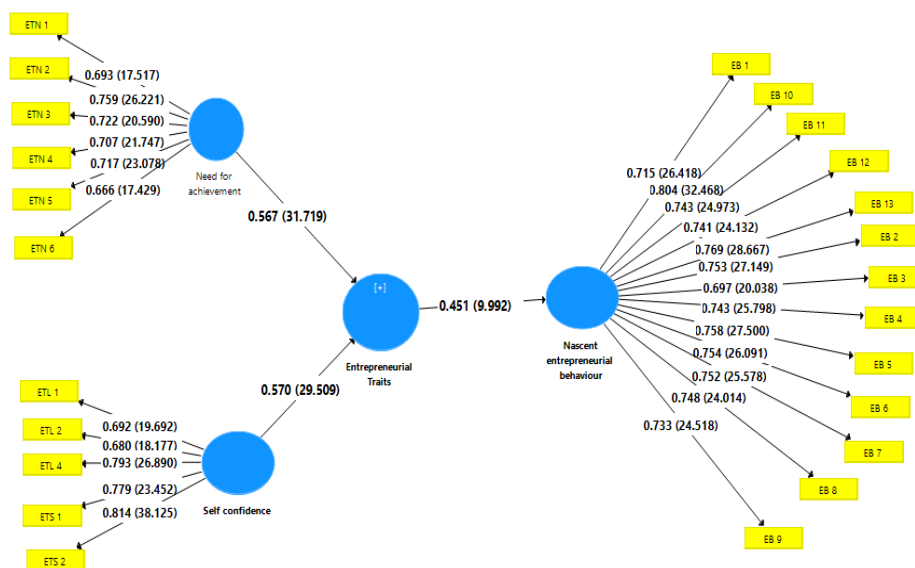 ETN 1
ETN 2
ETN 3
ETN 4
ETN 5
ETN 6
0.693 (17.517)
0.759 (26.221)
0.722 (20.590)
0.707 (21.747)
0.717 (23.078)
0.666 (17.429)
Need for
achievement
0.567 (31.719)
ETL 1
ETL 2
ETL 4
ETS 1
ETS 2
0.692 (19.692)
0.680 (18.177)
0.793 (26.890)
0.779 (23.452)
0.814 (38.125)
Self confidence
0.570 (29.509)
[+]
Entrepreneurial
Traits
0.451 (9.992)
Nascent
entrepreneurial
behaviour
0.715 (26.418)
0.804 (32.468)
0.743 (24.973)
0.741 (24.132)
0.769 (28.667)
0.753 (27.149)
0.697 (20.038)
0.743 (25.798)
0.758 (27.500)
0.754 (26.091)
0.752 (25.578)
0.748 (24.014)
0.733 (24.518)
EB 1
EB 10
EB 11
EB 12
EB 13
EB 2
EB 3
EB 4
EB 5
EB 6
EB 7
EB 8
EB 9